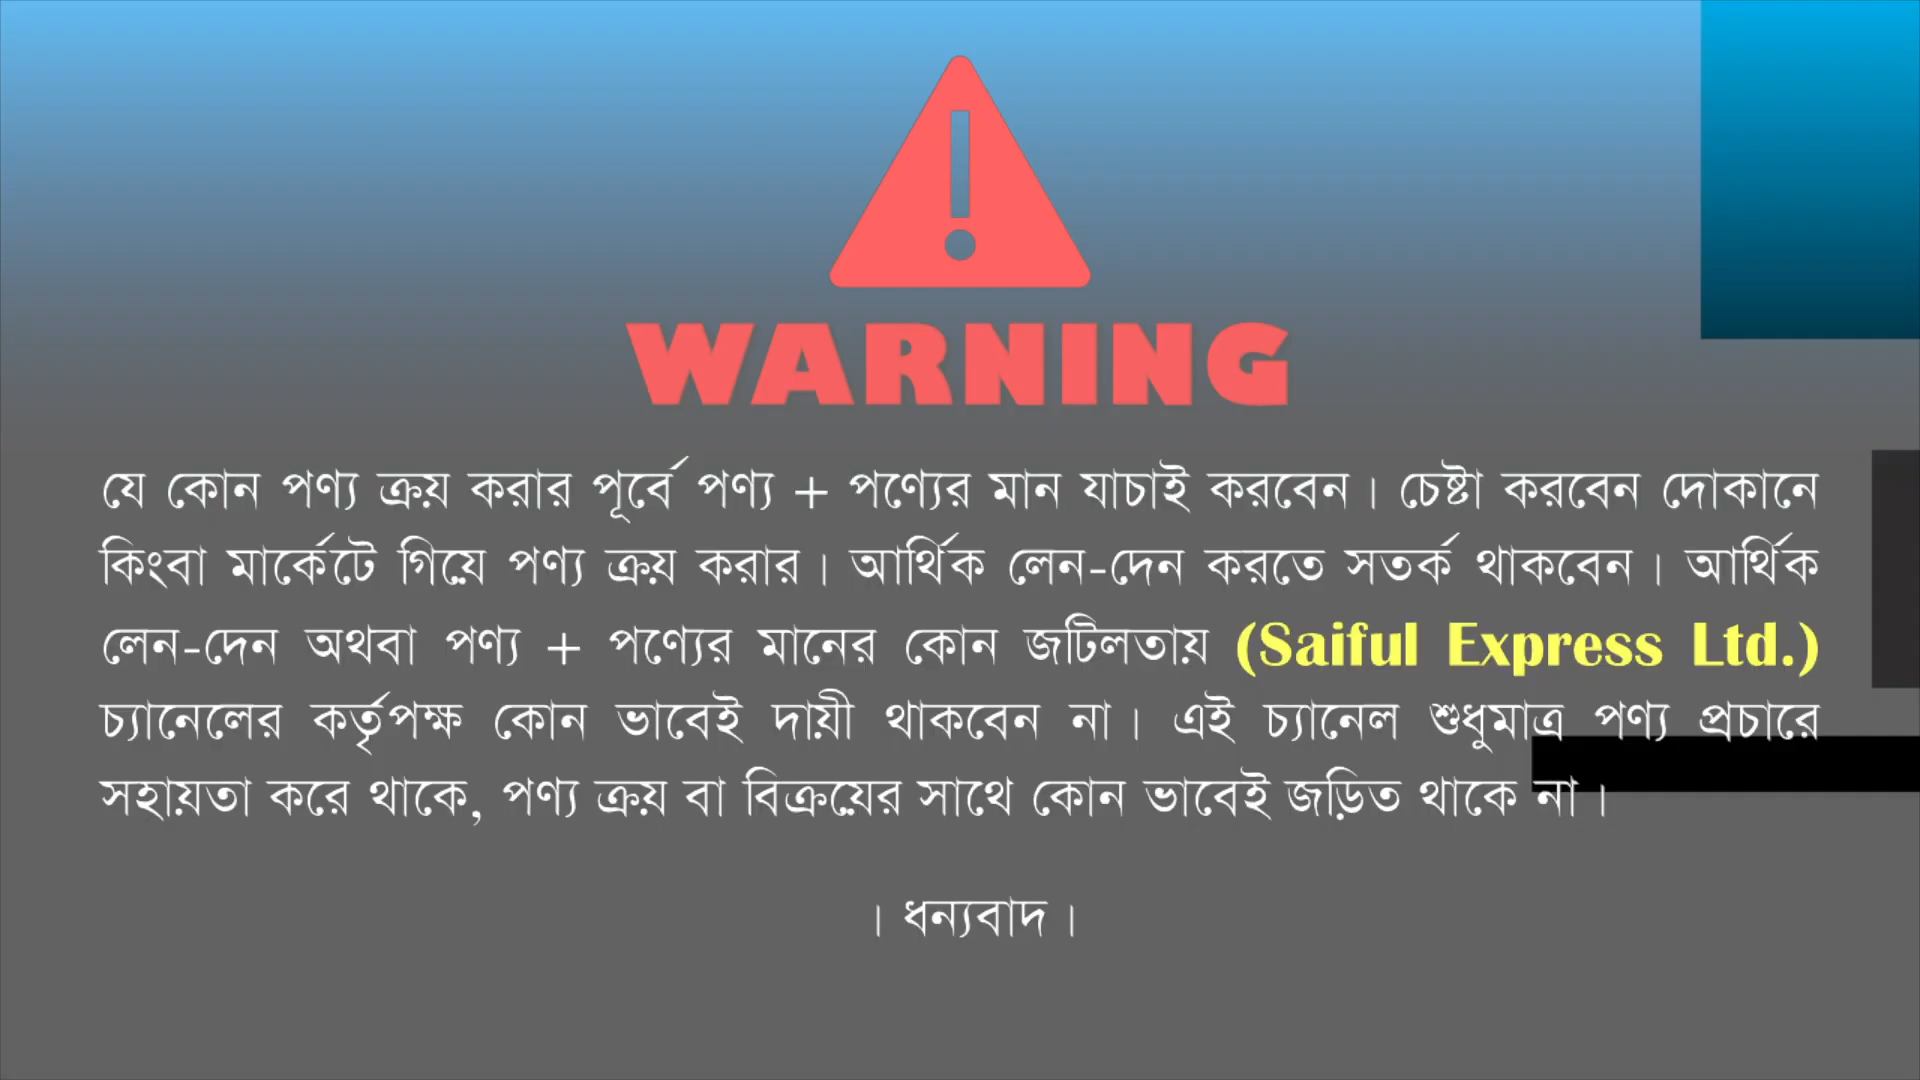 WARNING
যে কোন পণ্য ক্রয় করার পূর্বে পণ্য + পণ্যের মান যাচাই করবেন। চেষ্টা করবেন দোকানে
কিংবা মার্কেটে গিয়ে পণ্য ক্রয় করার। আর্থিক লেন-দেন করতে সতর্ক থাকবেন। আর্থিক
লেন-দেন অথবা পণ্য + পণ্যের মানের কোন জটিলতায় (Saiful Express Ltd.)
চ্যানেলের কর্তৃপক্ষ কোন ভাবেই দায়ী থাকবেন না। এই চ্যানেল শুধুমাত্র পণ্য প্রচারে
সহায়তা করে থাকে, পণ্য ক্রয় বা বিক্রয়ের সাথে কোন ভাবেই জড়িত থাকে না।
। ধন্যবাদ।